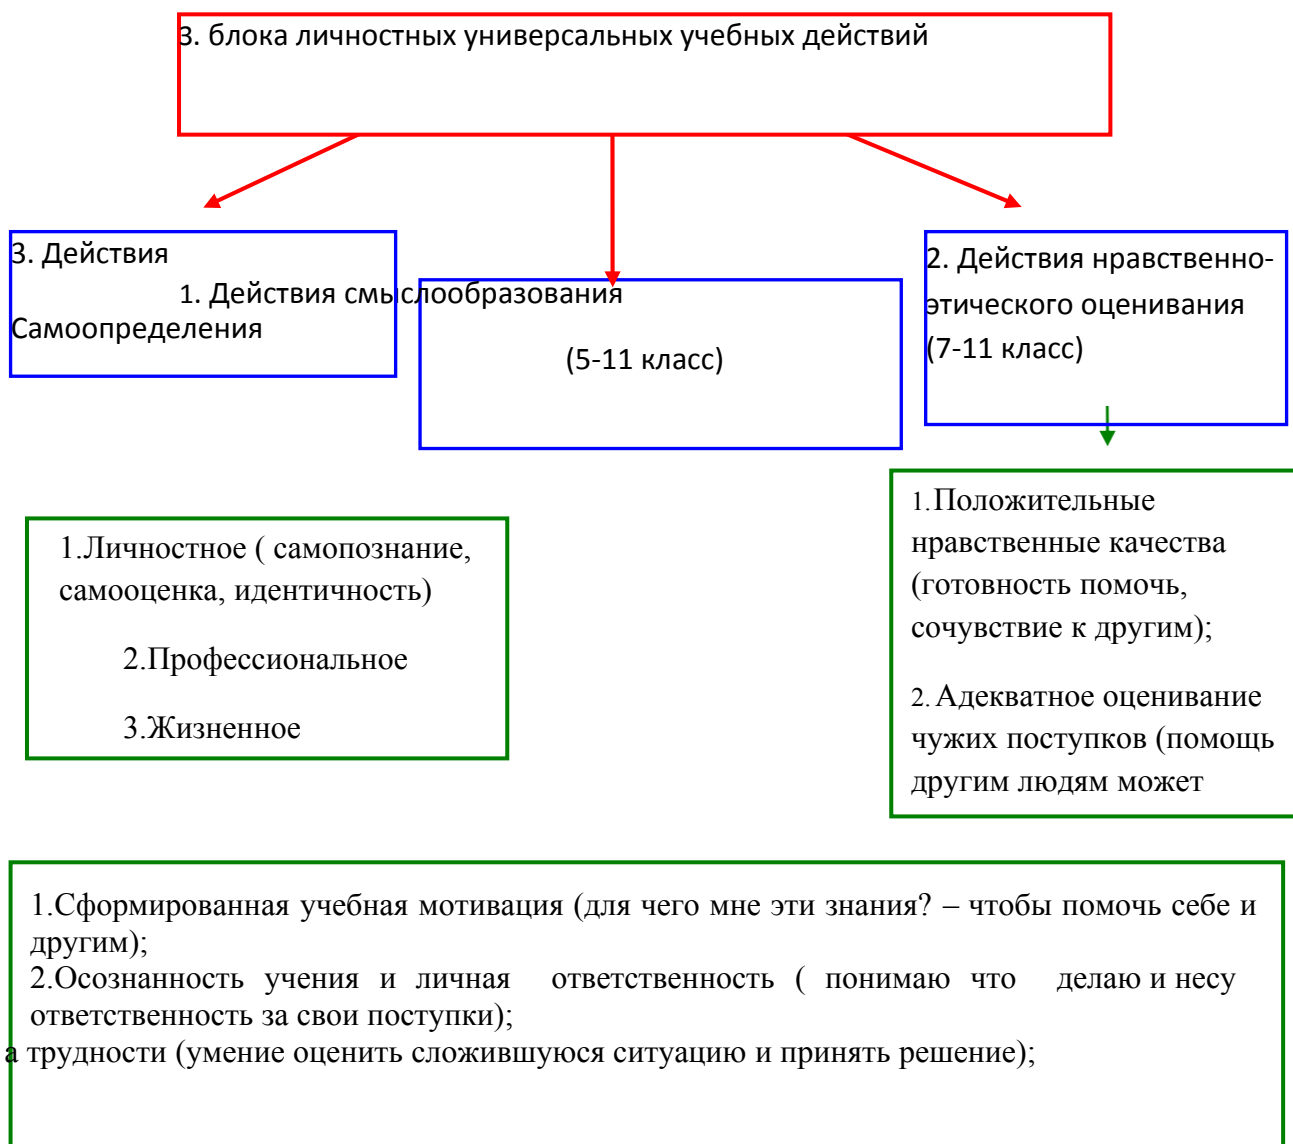 3. блока личностных универсальных учебных действий
3. Действия
1. Действия смыслообразования
Самоопределения
(5-11 класс)
2. Действия нравственно-
этического оценивания
(7-11 класс)
1.Личностное ( самопознание,
самооценка, идентичность)
2.Профессиональное
3.Жизненное
1.Положительные
нравственные качества
(готовность помочь,
сочувствие к другим);
2. Адекватное оценивание
чужих поступков (помощь
другим людям может
1.Сформированная учебная мотивация (для чего мне эти знания? – чтобы помочь себе и
другим);
2.Осознанность учения и личная ответственность ( понимаю что делаю и несу
ответственность за свои поступки);
а трудности (умение оценить сложившуюся ситуацию и принять решение);